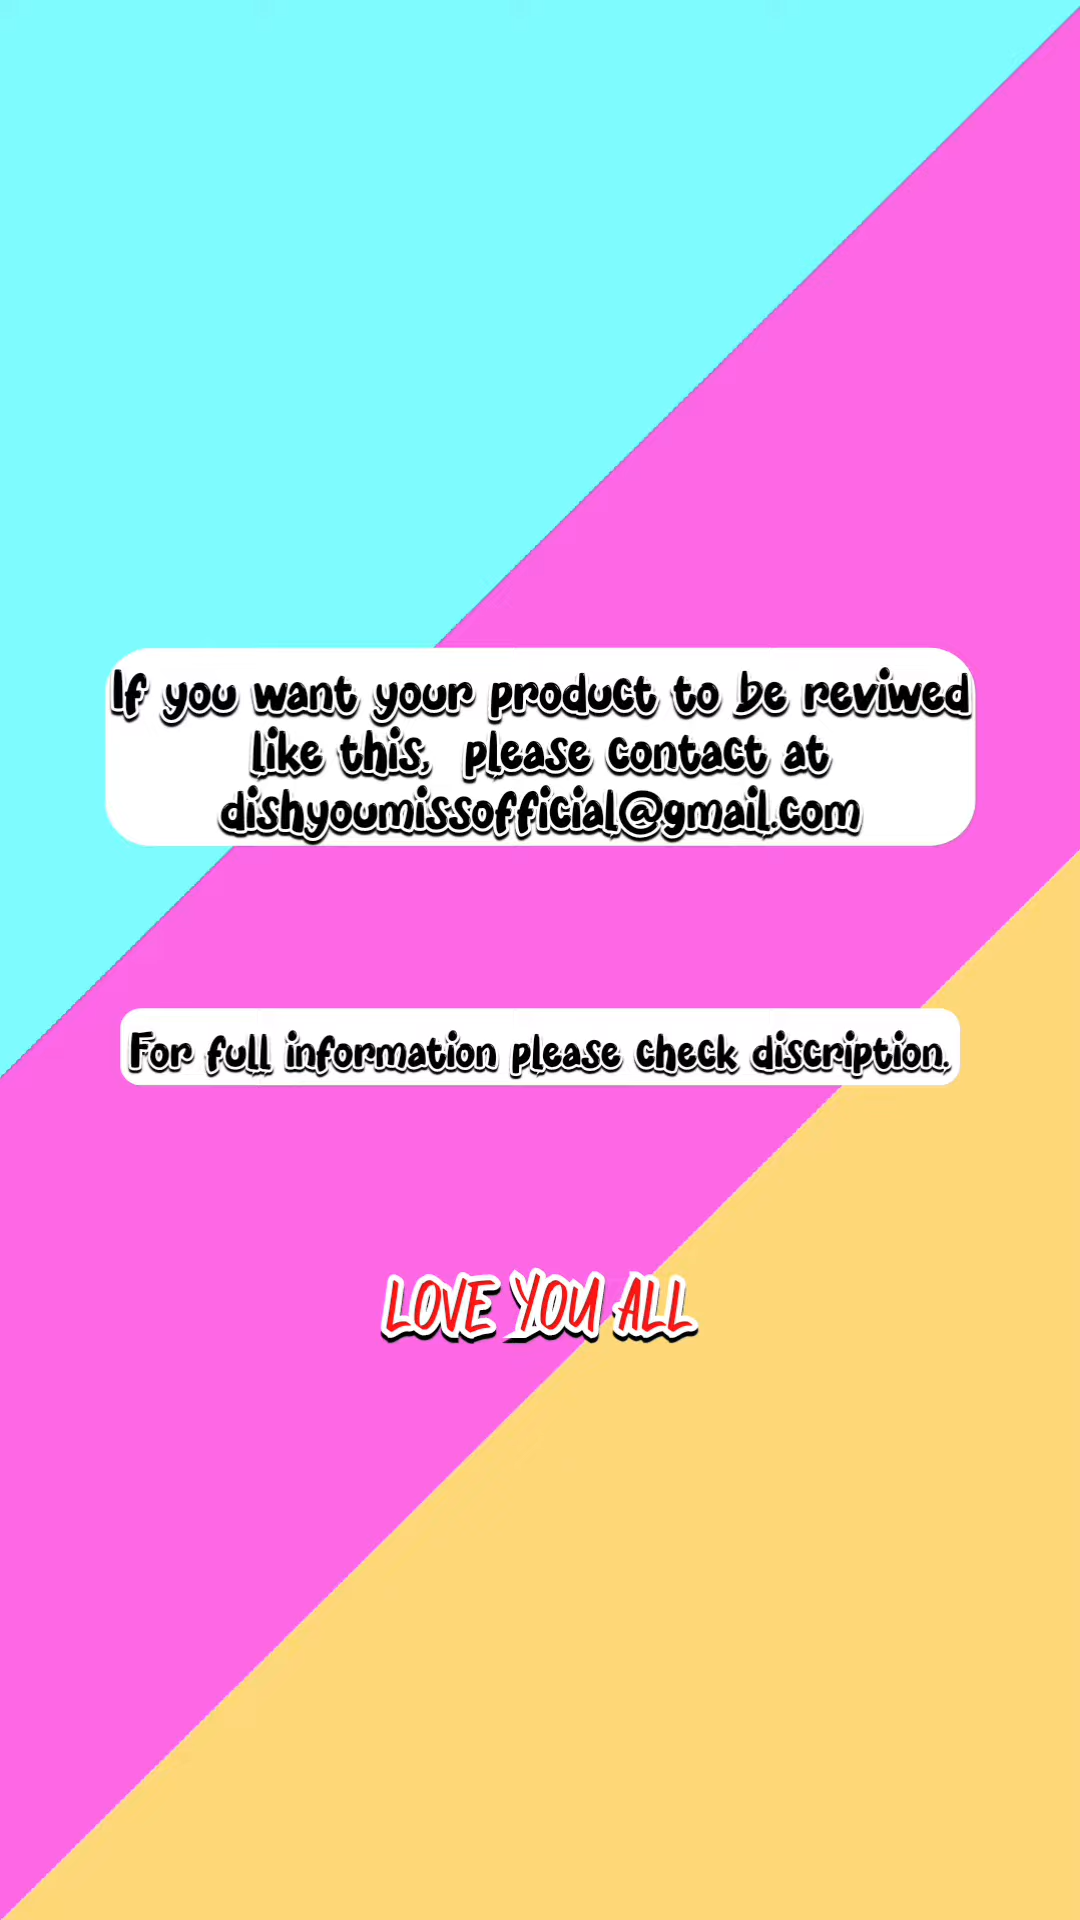 If you want your product to be reviwed
like this, please contact at
dishyoumissofficial@gmail.com
For full information please check discription.
LOVE YOU ALL